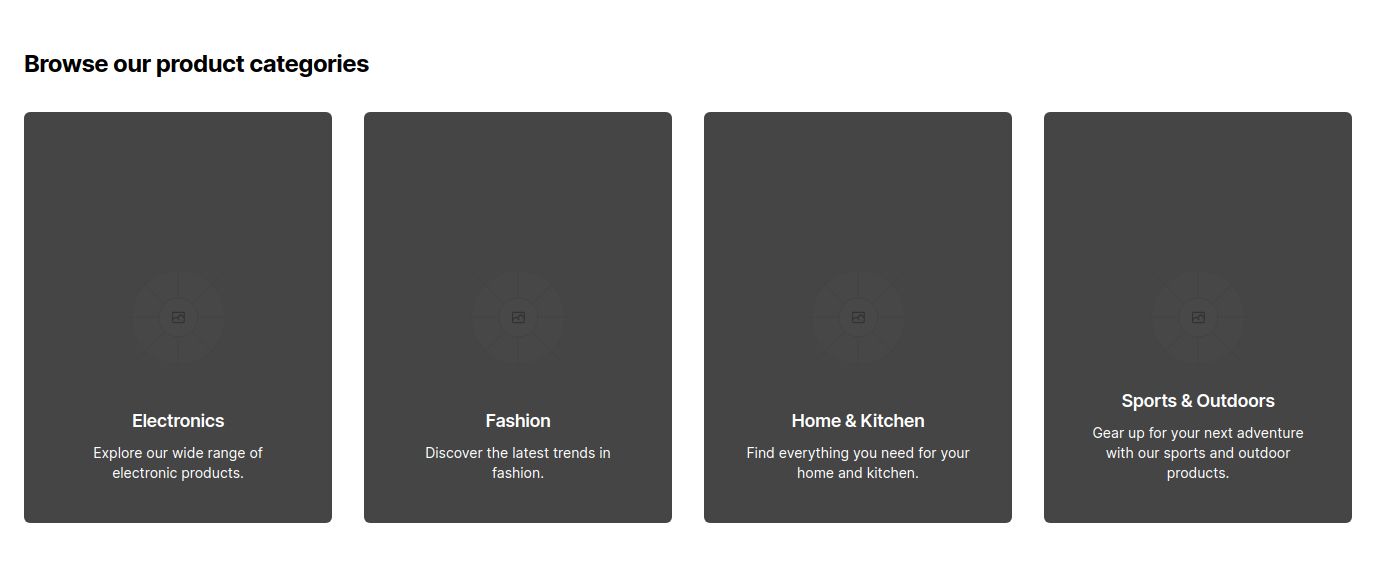 Browse our product categories
Electronics
Explore our wide range of
electronic products.
Fashion
Discover the latest trends in
fashion.
Home & Kitchen
Find everything you need for your
home and kitchen.
Sports & Outdoors
Gear up for your next adventure
with our sports and outdoor
products.